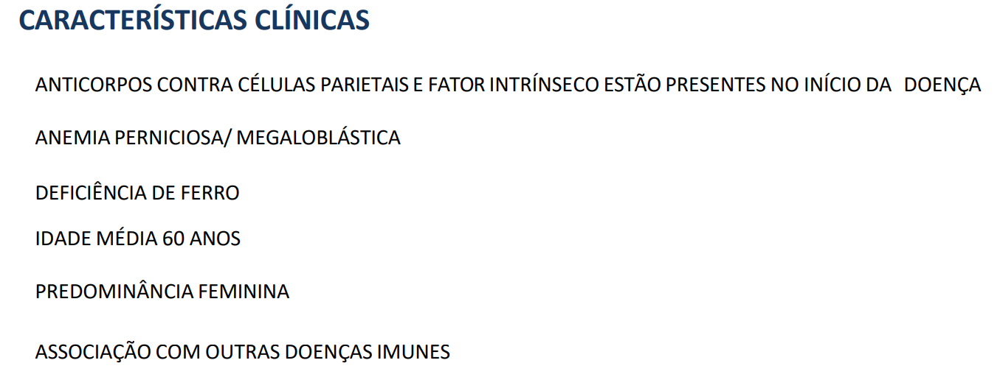 CARACTERÍSTICAS CLÍNICAS
ANTICORPOS CONTRA CÉLULAS PARIETAIS E FATOR INTRÍNSECO ESTÃO PRESENTES NO INÍCIO DA DOENÇA
ANEMIA PERNICIOSA/ MEGALOBLÁSTICA
DEFICIÊNCIA DE FERRO
IDADE MÉDIA 60 ANOS
PREDOMINÂNCIA FEMININA
ASSOCIAÇÃO COM OUTRAS DOENÇAS IMUNES